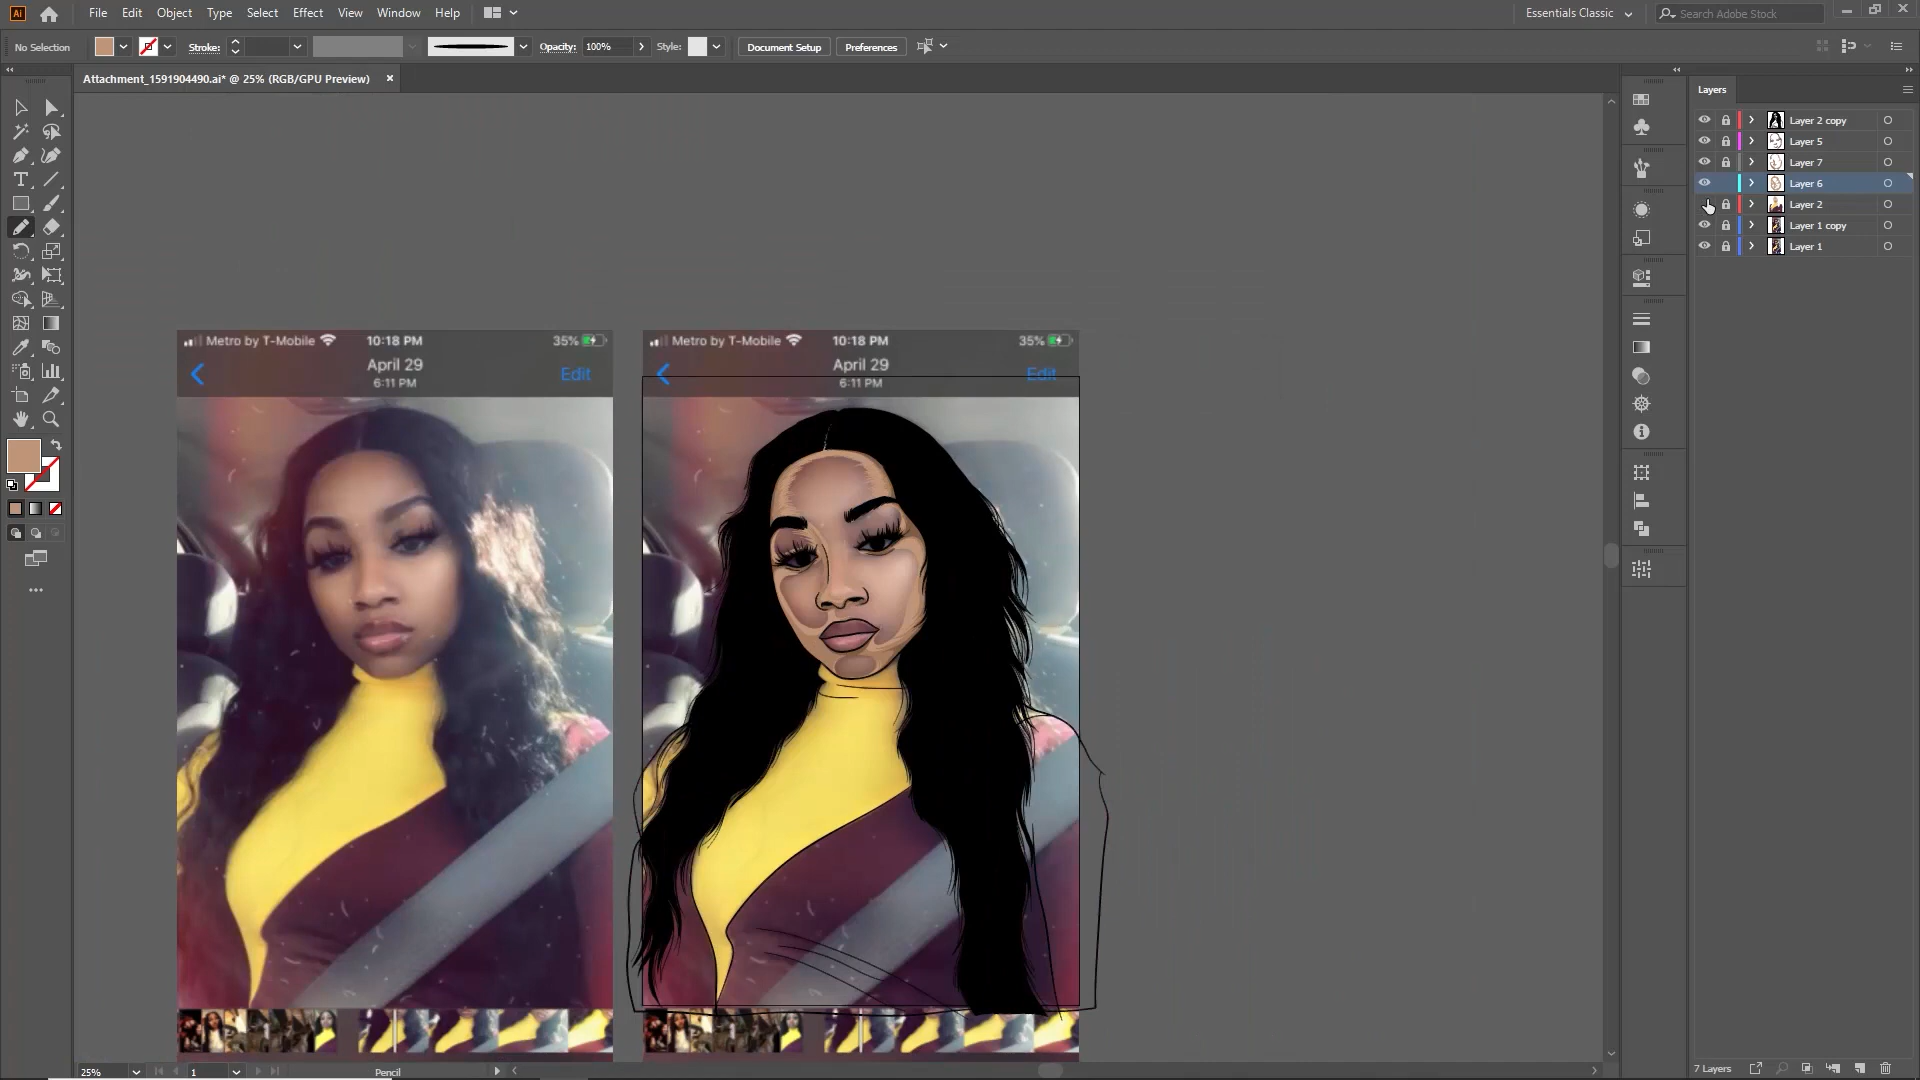 Ai File Edit Object Type Select Effect View Window Help Essentials Classic Search Adobe Stock
No Selection Stroke: Opacity: 100% Style: Document Setup Preferences
Attachment_1591904490.ai* @ 25% (RGB/GPU Preview) ×
Layers
Layer 2 copy
Layer 5
Layer 7
Layer 6
Layer 2
Layer 1 copy
Layer 1
Metro by T-Mobile 10:18 PM 35%
April 29
6:11 PM
Edit
Metro by T-Mobile 10:18 PM 35%
April 29
6:11 PM
Edit
25% 1 Pencil
7 Layers